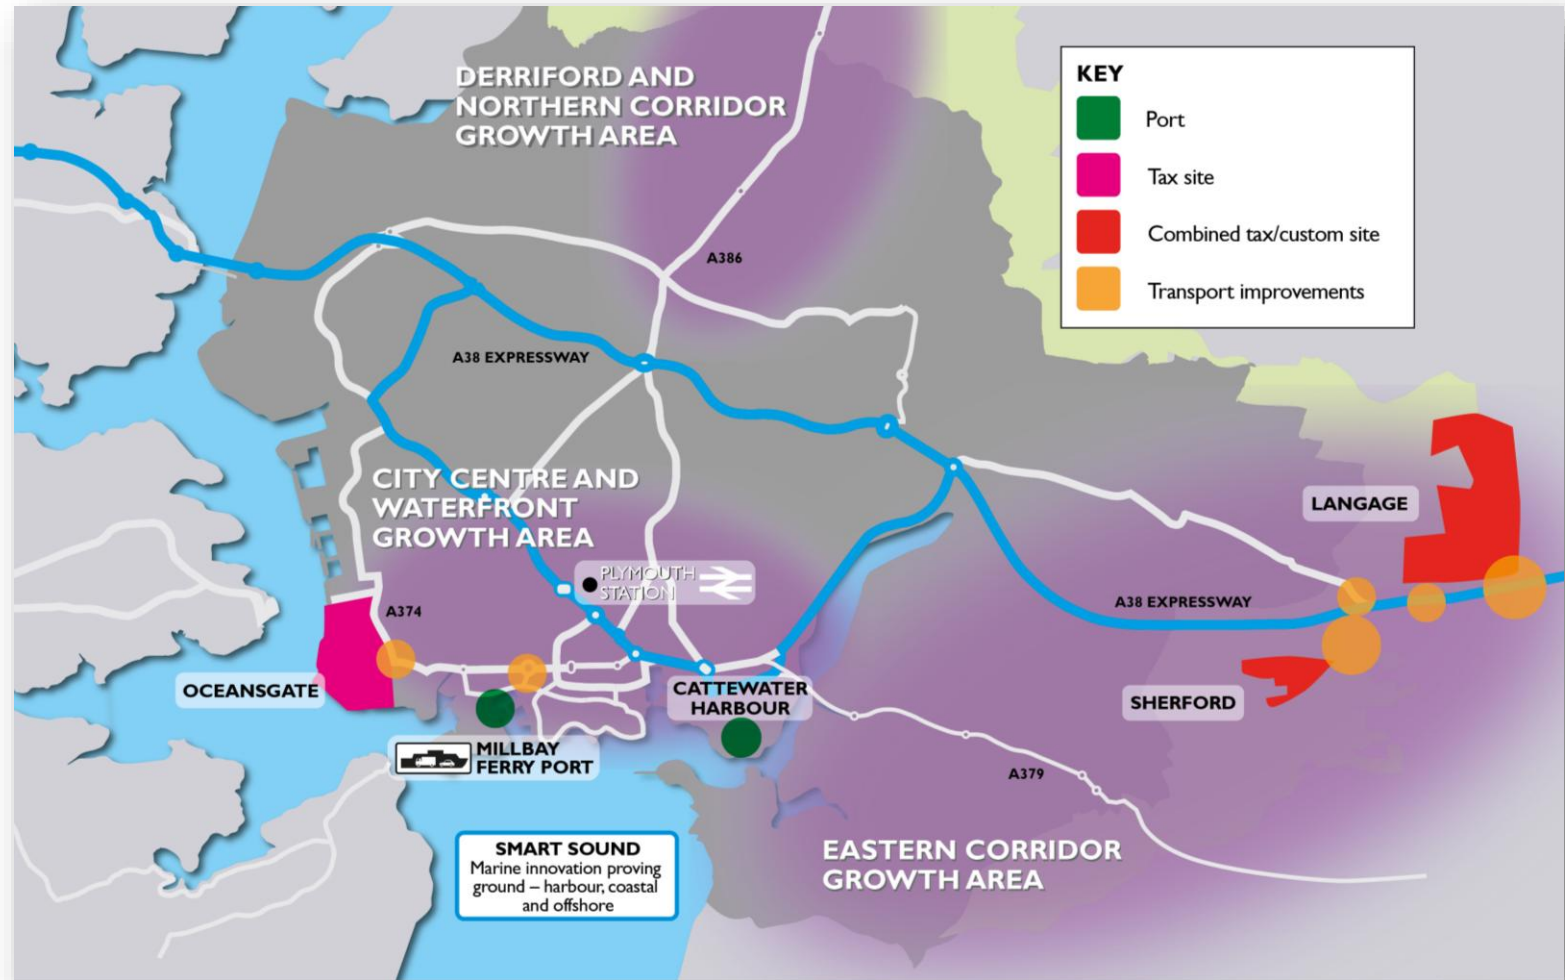 DERRIFORD AND
NORTHERN CORRIDOR
GROWTH AREA
KEY
Port
Tax site
Combined tax/custom site
Transport improvements
A386
A38 EXPRESSWAY
CITY CENTRE AND
WATERFRONT
GROWTH AREA
LANGAGE
PLYMOUTH
STATION
A374
A38 EXPRESSWAY
OCEANSGATE
CATTEWATER
HARBOUR
SHERFORD
MILLBAY
FERRY PORT
A379
SMART SOUND
Marine innovation proving
ground – harbour, coastal
and offshore
EASTERN CORRIDOR
GROWTH AREA